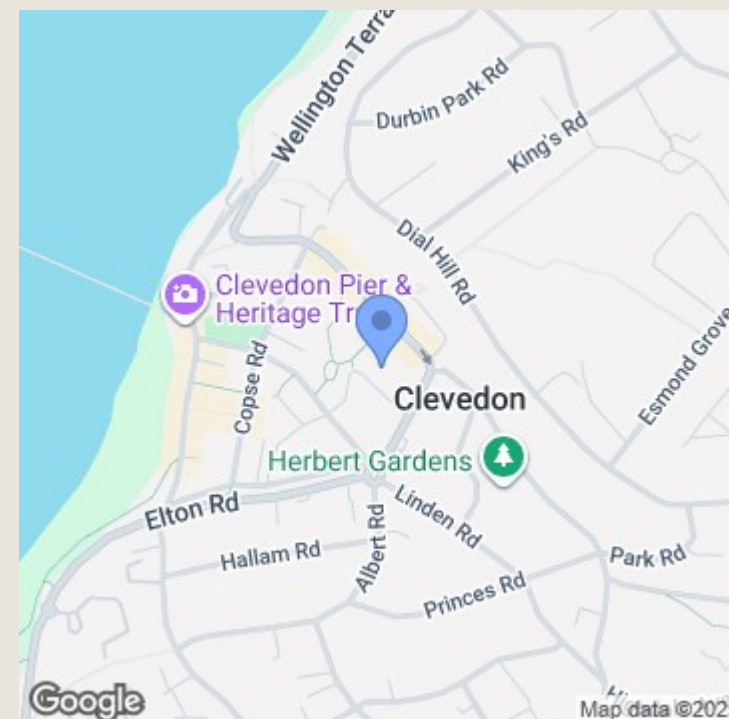 Wellington Terra
Durbin Park Rd
King's Rd
Dial Hill Rd
Clevedon Pier &
Heritage Tr
Copse Rd
Esmond Grove
Clevedon
Herbert Gardens
Elton Rd
Linden Rd
Hallam Rd
Albert Rd
Park Rd
Princes Rd
Google
Map data ©202